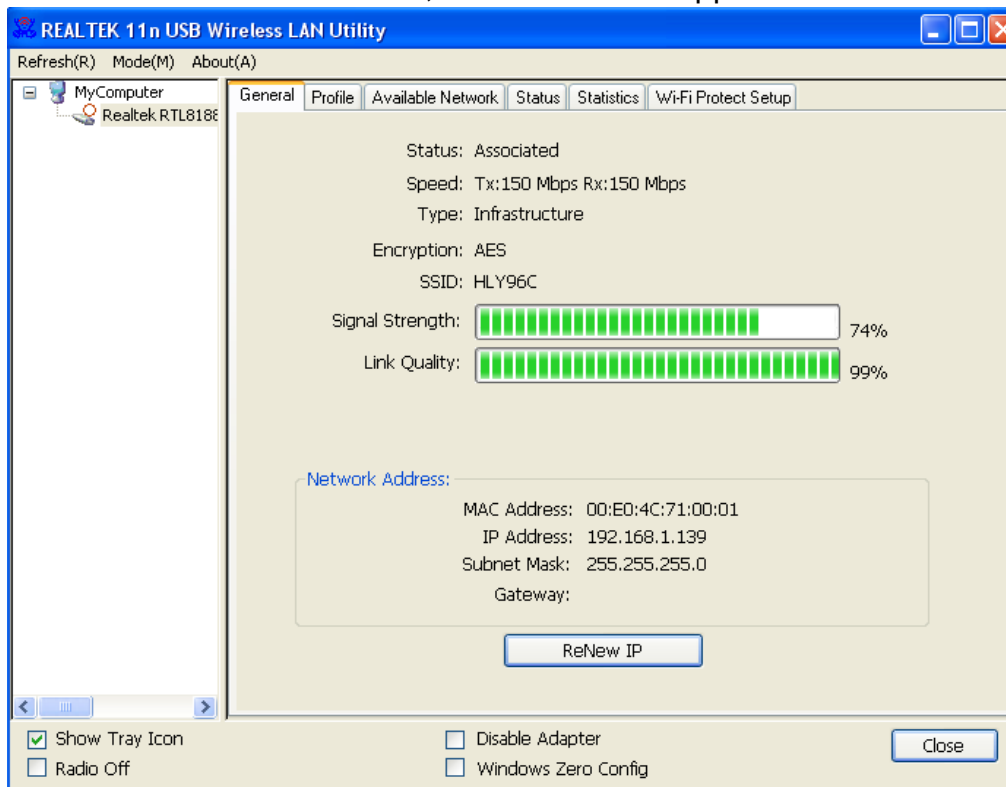 REALTEK 11n USB Wireless LAN Utility
Refresh(R) Mode(M) About(A)
MyComputer
Realtek RTL8188
General Profile Available Network Status Statistics Wi-Fi Protect Setup
Status: Associated
Speed: Tx:150 Mbps Rx:150 Mbps
Type: Infrastructure
Encryption: AES
SSID: HLY96C
Signal Strength: 74%
Link Quality: 99%
Network Address:
MAC Address: 00:E0:4C:71:00:01
IP Address: 192.168.1.139
Subnet Mask: 255.255.255.0
Gateway:
ReNew IP
Show Tray Icon Disable Adapter Close
Radio Off Windows Zero Config